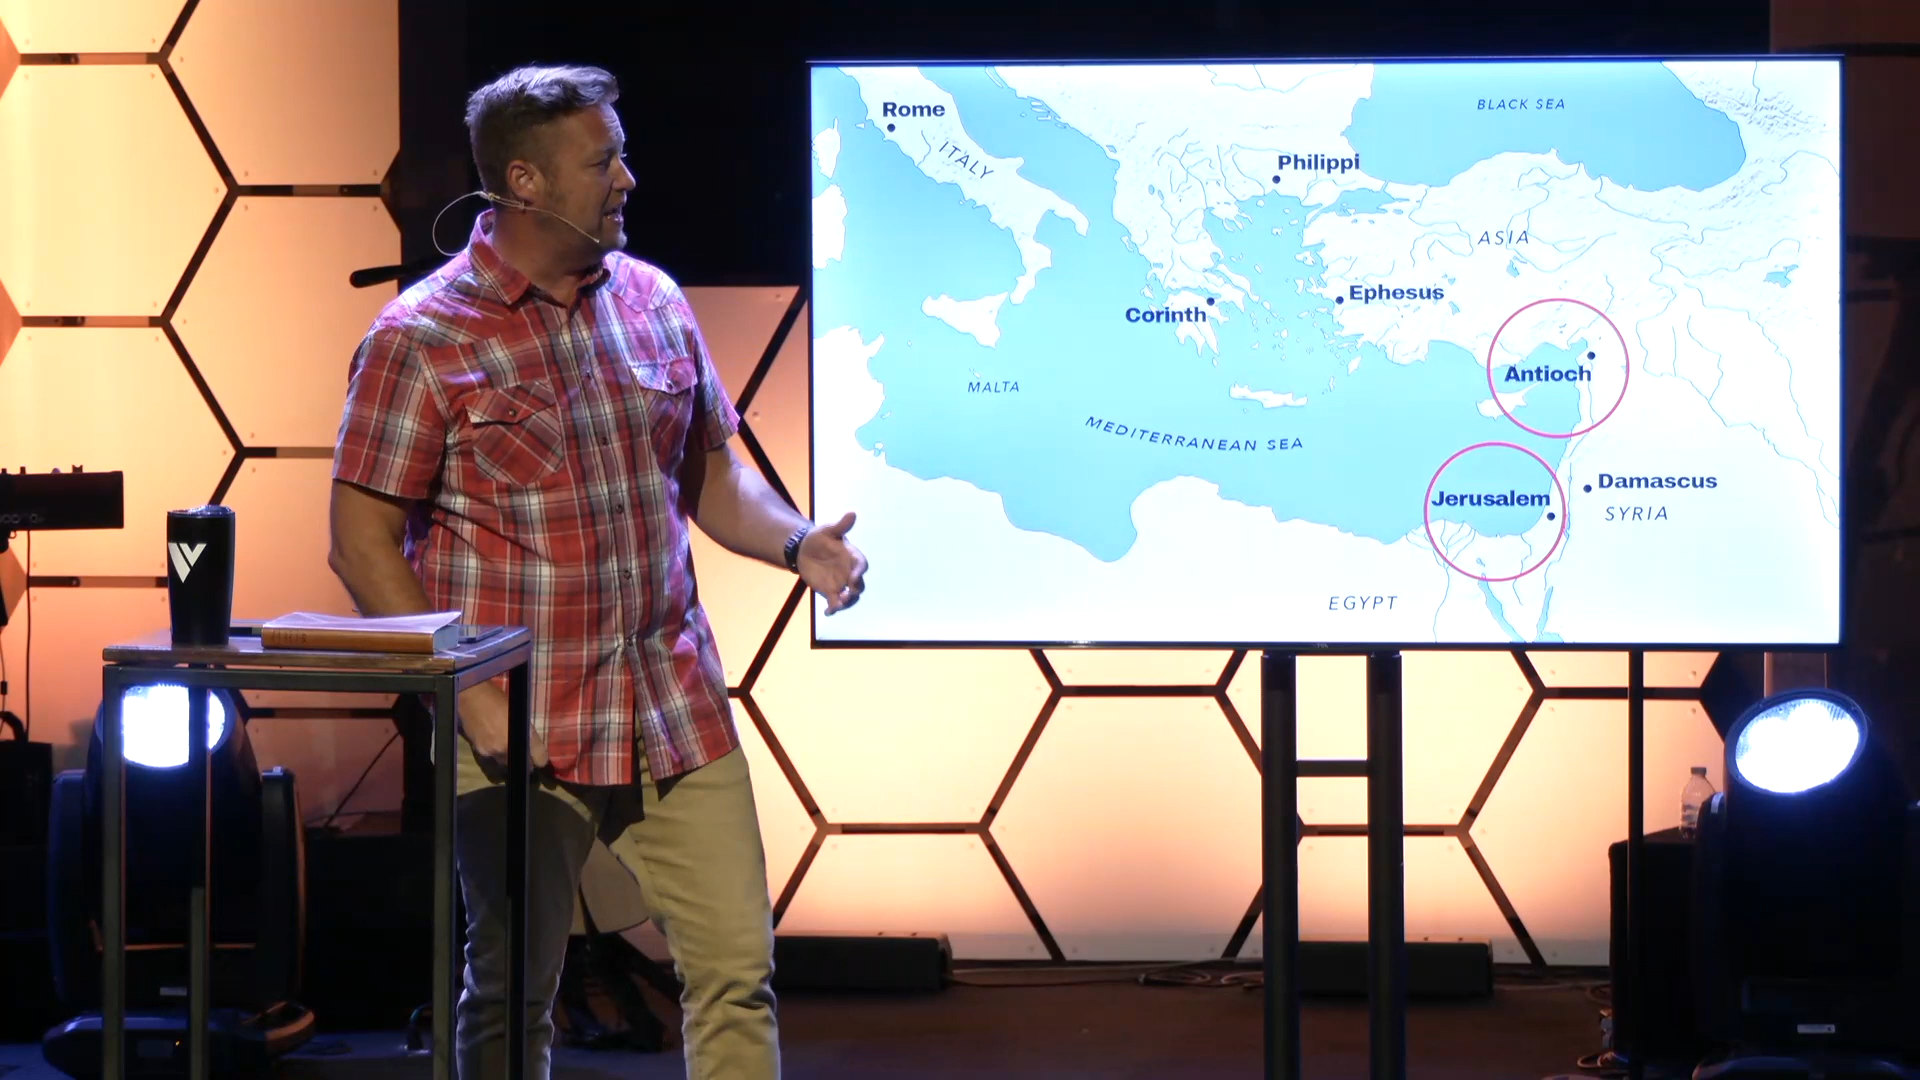 Rome
ITALY
BLACK SEA
Philippi
ASIA
Ephesus
Corinth
Antioch
MALTA
MEDITERRANEAN SEA
Jerusalem
Damascus
SYRIA
EGYPT